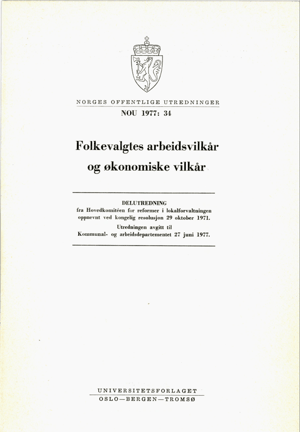 NORGES OFFENTLIGE UTREDNINGER
NOU 1977: 34
Folkevalgtes arbeidsvilkår
og økonomiske vilkår
DELUTREDNING
fra Hovedkomitéen for reformer i lokalforvaltningen
oppnevnt ved kongelig resolusjon 29 oktober 1971.
Utredningen avgitt til
Kommunal- og arbeidsdepartementet 27 juni 1977.
UNIVERSITETSFORLAGET
OSLO—BERGEN—TROMSØ